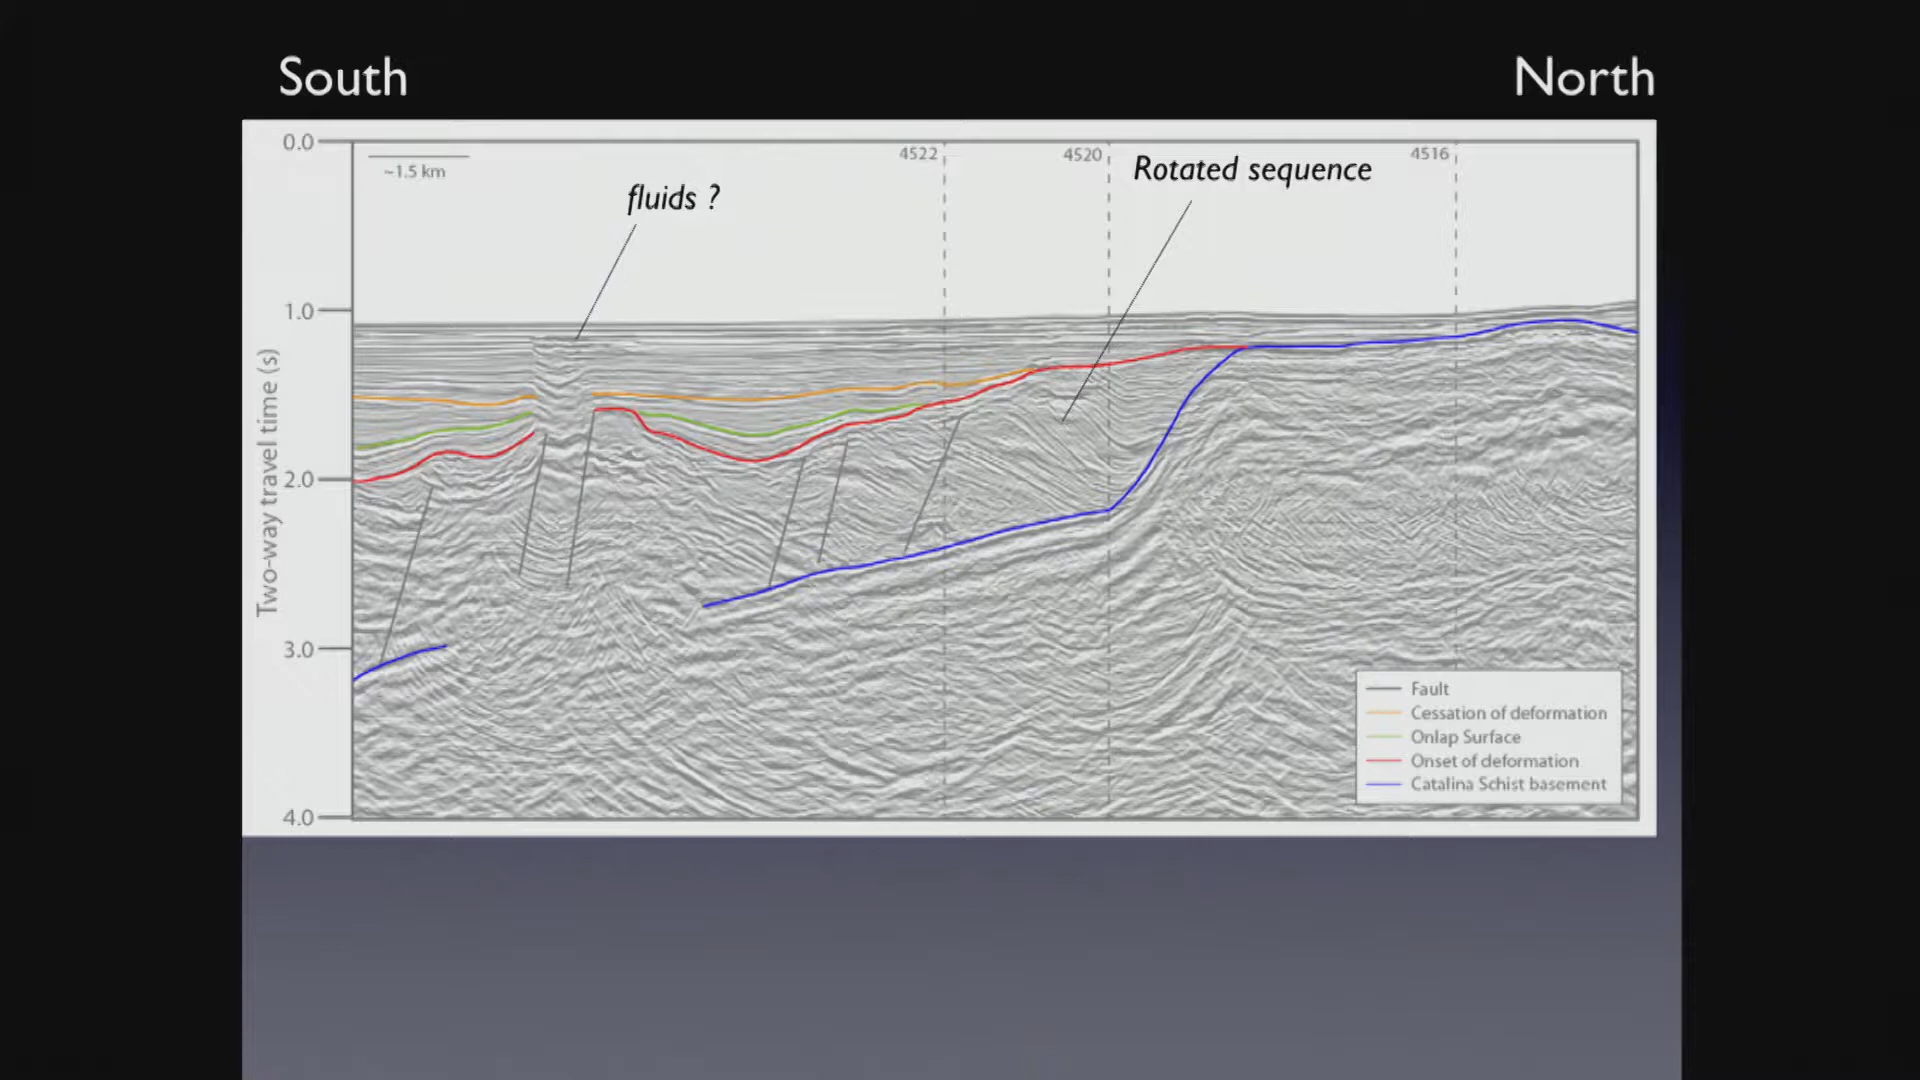 South
North
0.0
~1.5 km
4522
4520
4516
Rotated sequence
fluids ?
1.0
2.0
3.0
4.0
Two-way travel time (s)
Fault
Cessation of deformation
Onlap Surface
Onset of deformation
Catalina Schist basement